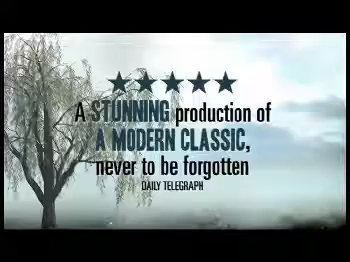 A STUNNING production of
A MODERN CLASSIC,
never to be forgotten
DAILY TELEGRAPH